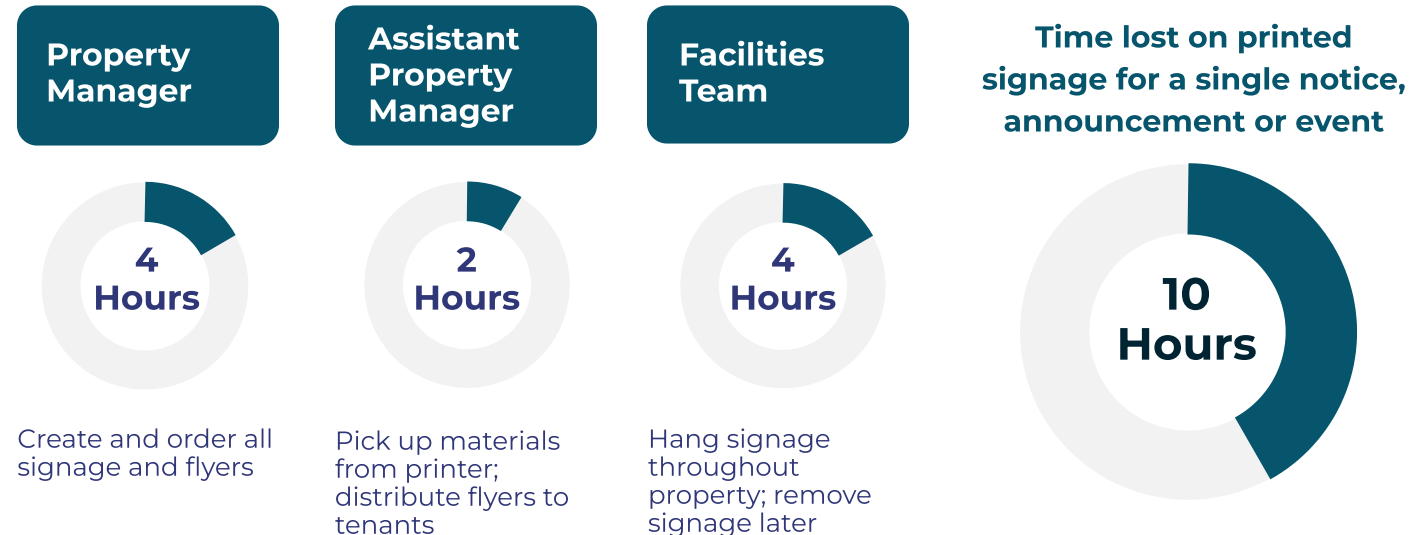 Property
Manager
Assistant
Property
Manager
Facilities
Team
Time lost on printed
signage for a single notice,
announcement or event
4
Hours
2
Hours
4
Hours
10
Hours
Create and order all
signage and flyers
Pick up materials
from printer;
distribute flyers to
tenants
Hang signage
throughout
property; remove
signage later